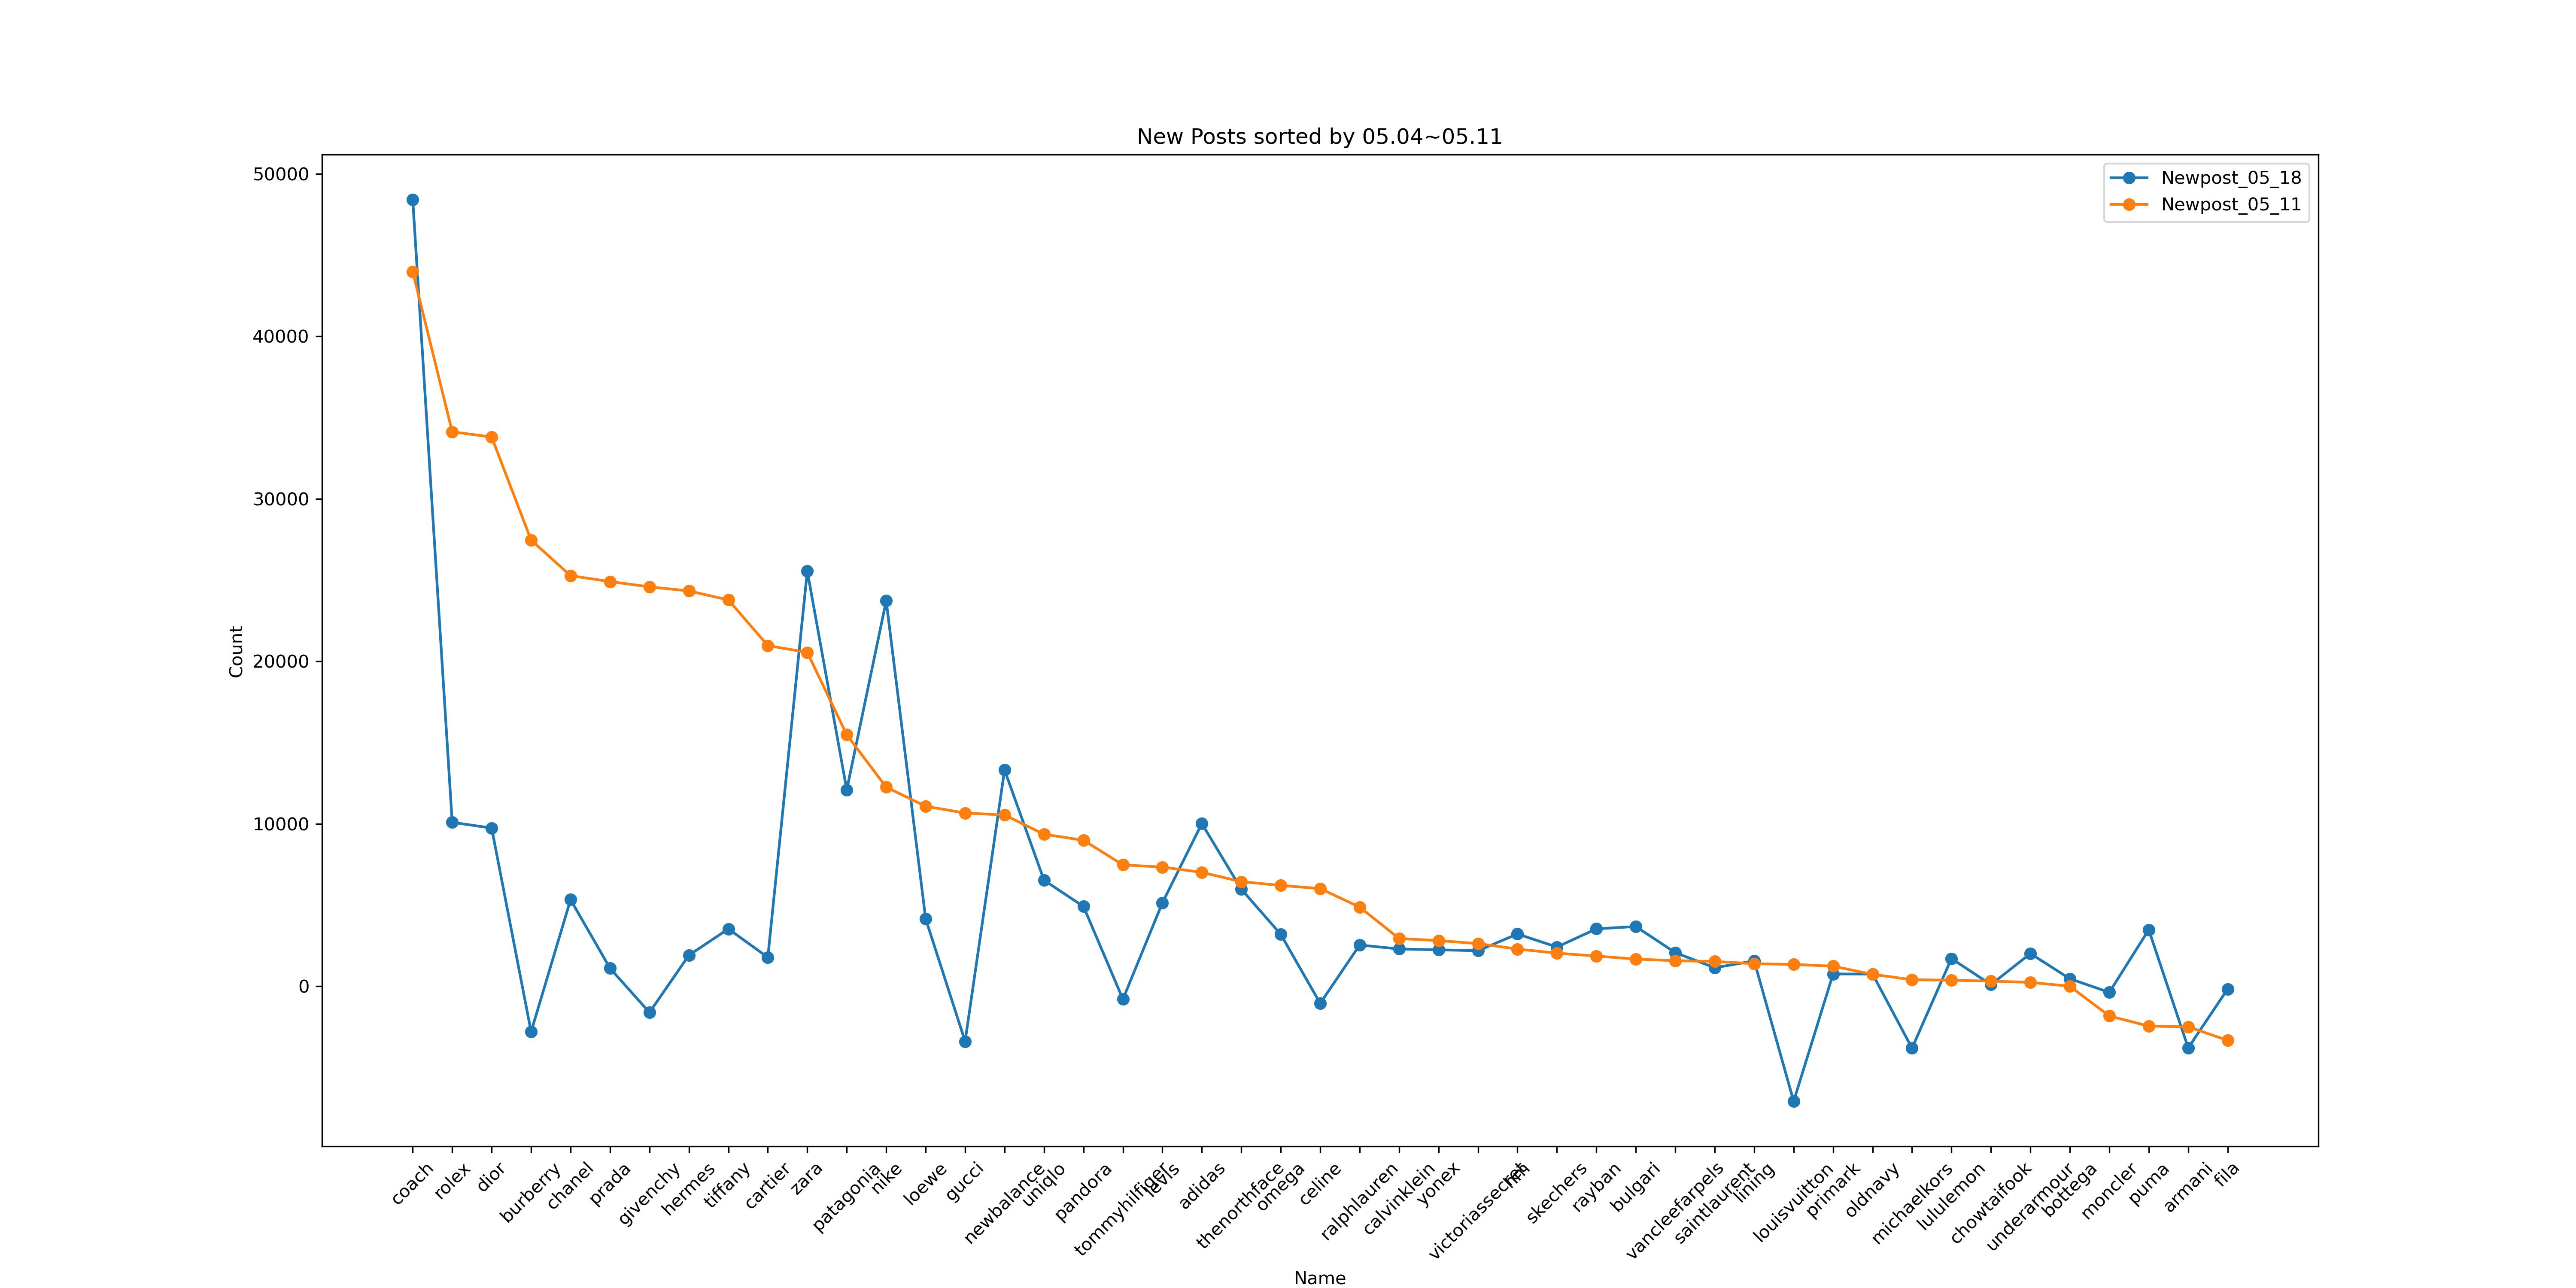 New Posts sorted by 05.04~05.11
Newpost_05_18
Newpost_05_11
Count
50000
40000
30000
20000
10000
0
coach
rolex
dior
burberry
chanel
prada
givenchy
hermes
tiffany
cartier
zara
patagonia
nike
loewe
gucci
newbalance
uniqlo
pandora
tommyhilfiger
levis
adidas
thenorthface
omega
celine
ralphlauren
calvinklein
yonex
victoriassecret
skechers
rayban
bulgari
vancleefarpels
saintlaurent
lining
louisvuitton
primark
oldnavy
michaelkors
lululemon
chowtaifook
underarmour
bottega
moncler
puma
armani
fila
Name